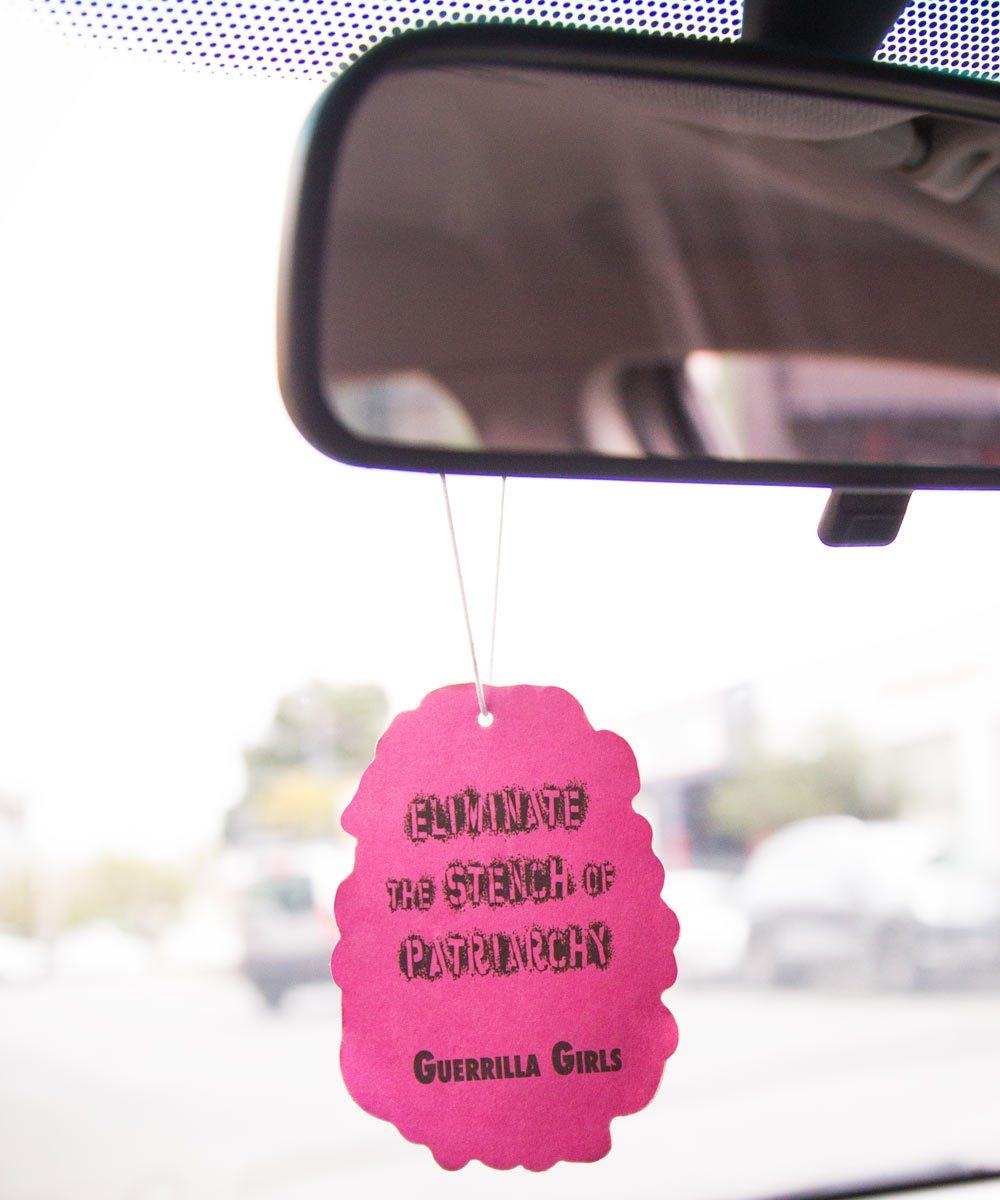 ELIMINATE
THE STENCH OF
PATRIARCHY
GUERRILLA GIRLS